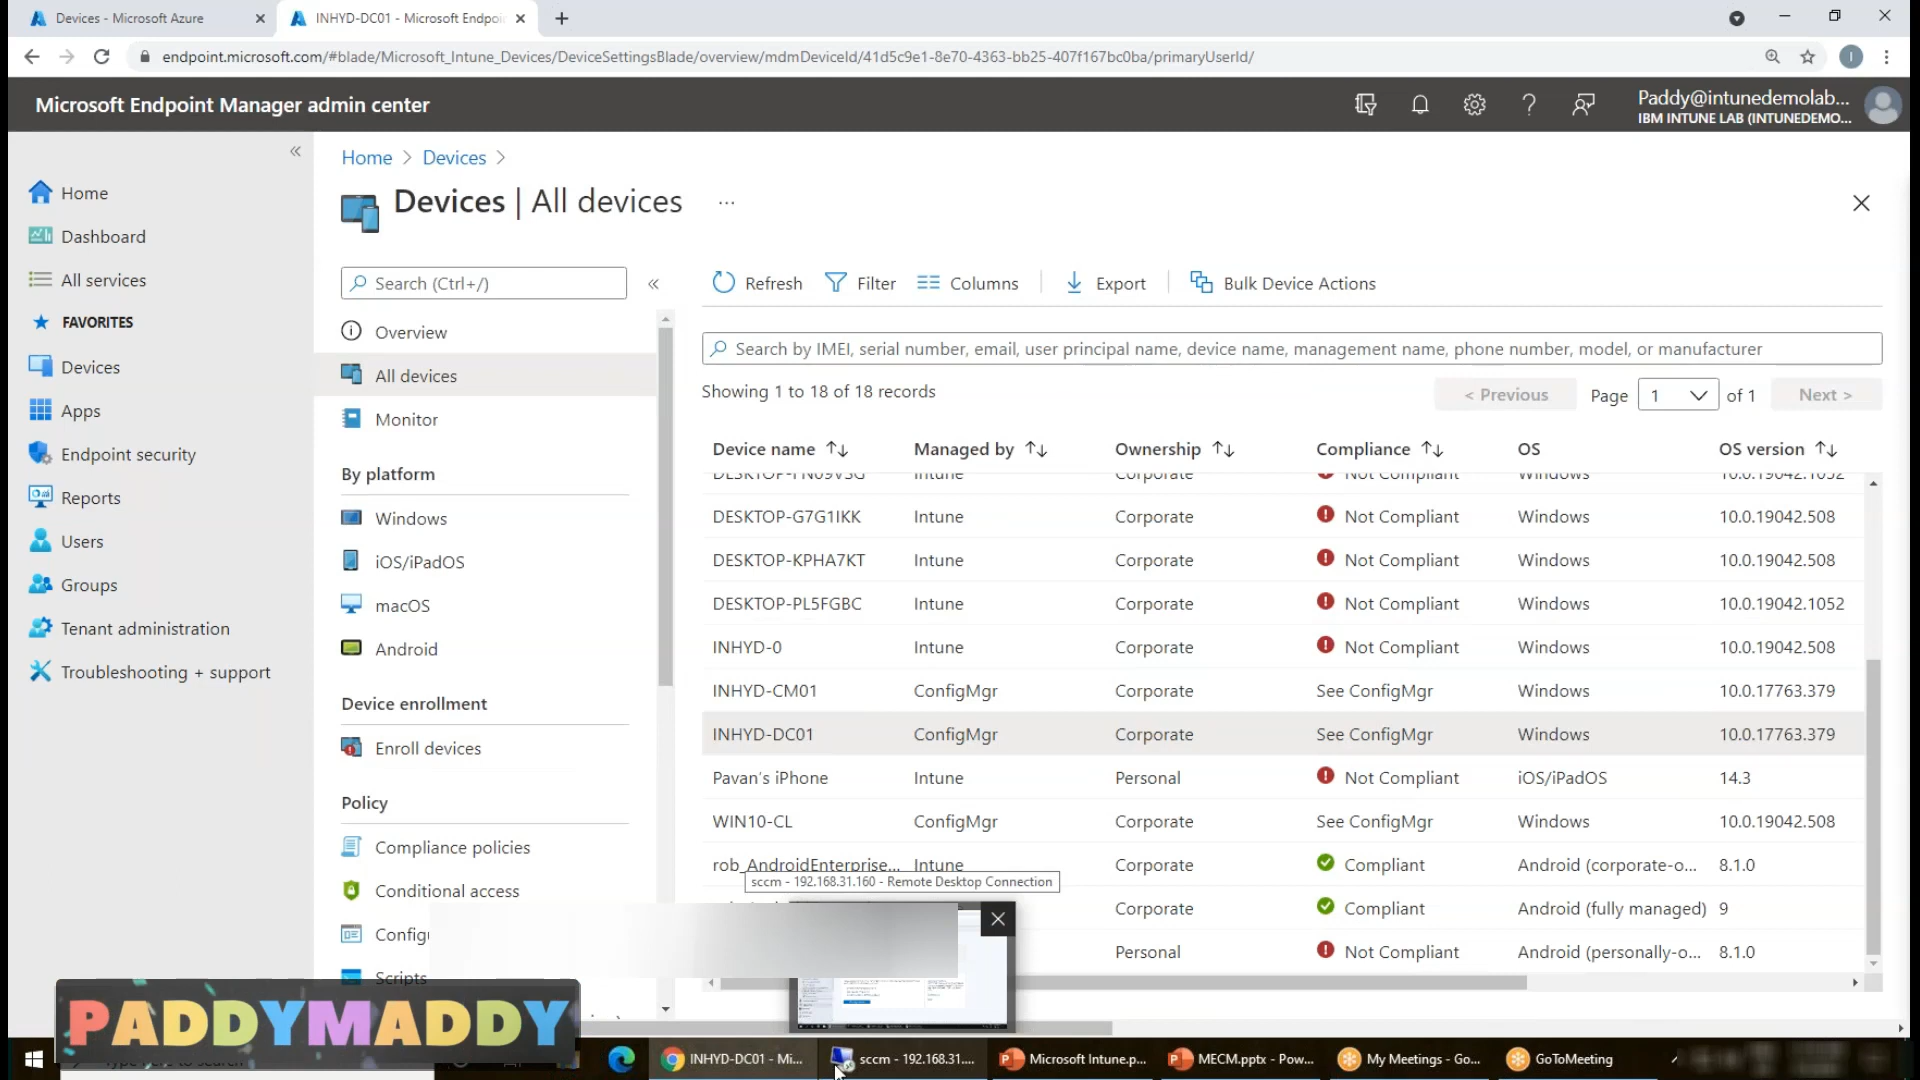 Devices - Microsoft Azure
INHYD-DC01 - Microsoft Endpoi
endpoint.microsoft.com/#blade/Microsoft_Intune_Devices/DeviceSettingsBlade/overview/mdmDeviceId/41d5c9e1-8e70-4363-bb25-407f167bc0ba/primaryUserId/
I
Microsoft Endpoint Manager admin center
Paddy@intunedemolab...
IBM INTUNE LAB (INTUNEDEMO...
Home
Dashboard
All services
FAVORITES
Devices
Apps
Endpoint security
Reports
Users
Groups
Tenant administration
Troubleshooting + support
Home > Devices >
Devices | All devices ...
Search (Ctrl+/)
Overview
All devices
Monitor
By platform
Windows
iOS/iPadOS
macOS
Android
Device enrollment
Enroll devices
Policy
Compliance policies
Conditional access
Config
Scripts
Refresh Filter Columns Export Bulk Device Actions
Search by IMEI, serial number, email, user principal name, device name, management name, phone number, model, or manufacturer
Showing 1 to 18 of 18 records
< Previous Page 1 of 1 Next >
Device name Managed by Ownership Compliance OS OS version
Intune Corporate Not Compliant Windows 10.0.19042.1052
DESKTOP-G7G1IKK Intune Corporate Not Compliant Windows 10.0.19042.508
DESKTOP-KPHA7KT Intune Corporate Not Compliant Windows 10.0.19042.508
DESKTOP-PL5FGBC Intune Corporate Not Compliant Windows 10.0.19042.1052
INHYD-0 Intune Corporate Not Compliant Windows 10.0.19042.508
INHYD-CM01 ConfigMgr Corporate See ConfigMgr Windows 10.0.17763.379
INHYD-DC01 ConfigMgr Corporate See ConfigMgr Windows 10.0.17763.379
Pavan's iPhone Intune Personal Not Compliant iOS/iPadOS 14.3
WIN10-CL ConfigMgr Corporate See ConfigMgr Windows 10.0.19042.508
rob_AndroidEnterprise... Intune Corporate Compliant Android (corporate-o... 8.1.0
Corporate Compliant Android (fully managed) 9
Personal Not Compliant Android (personally-o... 8.1.0
sccm - 192.168.31.160 - Remote Desktop Connection
PADDYMADDY
INHYD-DC01 - Mi...
sccm - 192.168.31....
Microsoft Intune.p...
MECM.pptx - Pow...
My Meetings - Go...
GoToMeeting